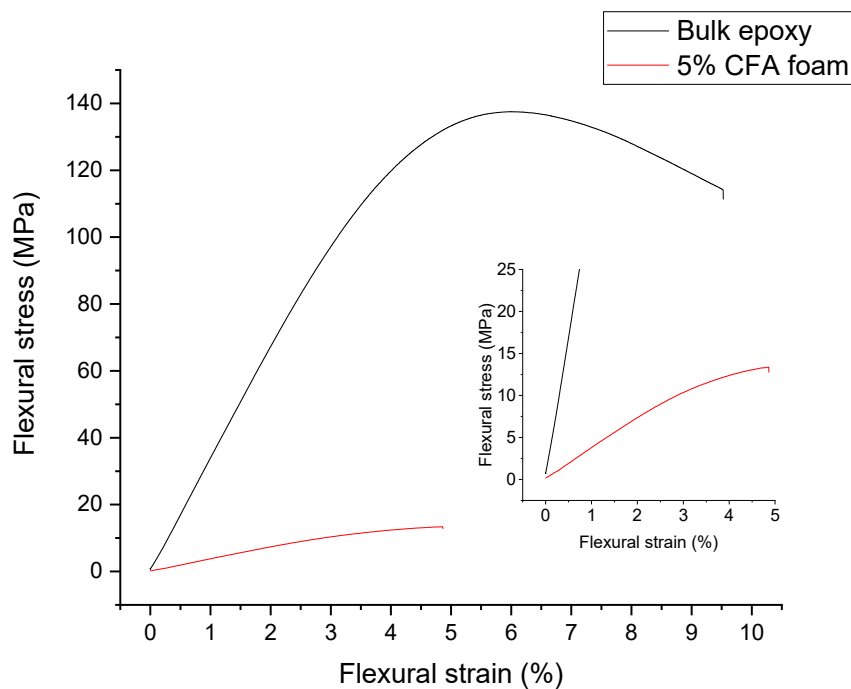 Bulk epoxy
5% CFA foam
140
120
100
80
60
40
20
0
Flexural stress (MPa)
0 1 2 3 4 5 6 7 8 9 10
Flexural strain (%)
25
20
15
10
5
0
Flexural stress (MPa)
0 1 2 3 4 5
Flexural strain (%)